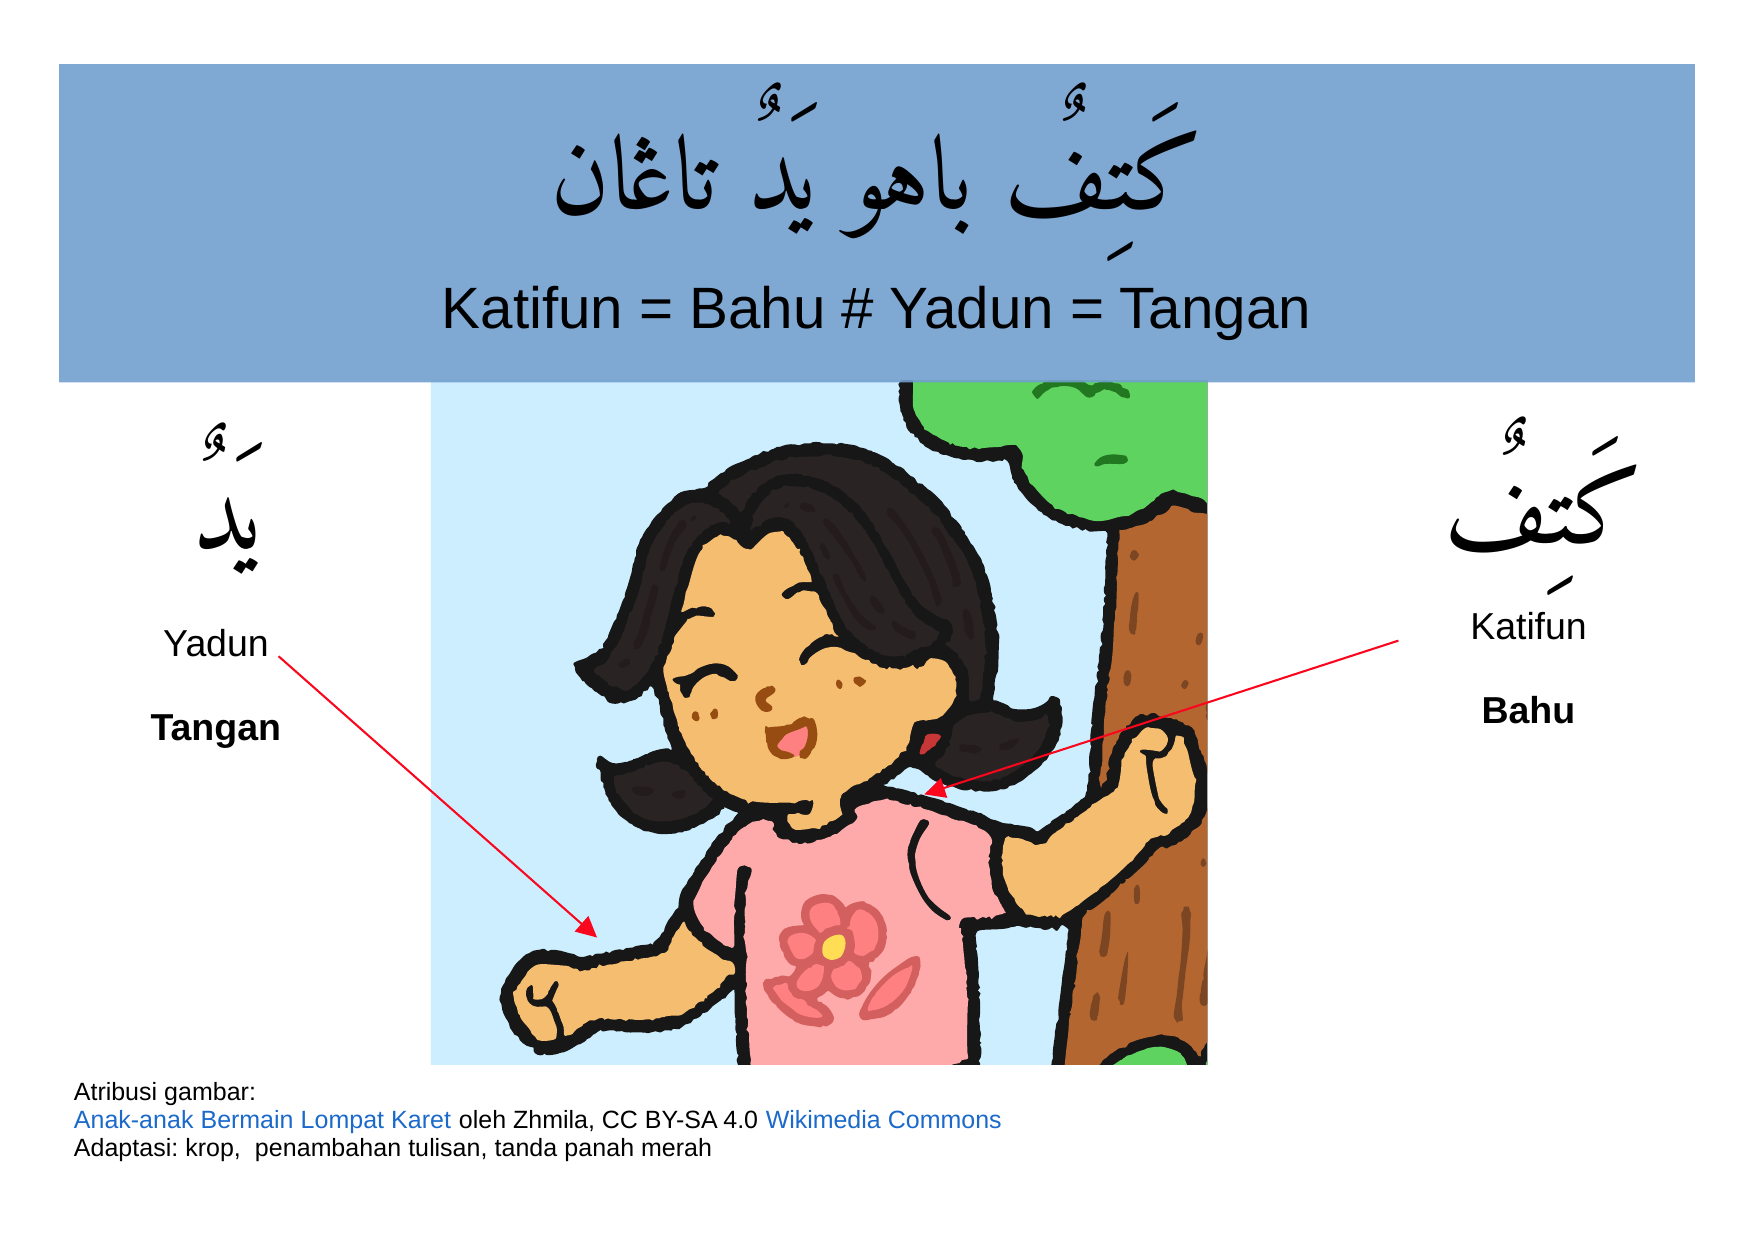 كَتِفٌ باهو يَدٌ تاڠان
Katifun = Bahu # Yadun = Tangan
يَدٌ
Yadun
Tangan
كَتِفٌ
Katifun
Bahu
Atribusi gambar:
Anak-anak Bermain Lompat Karet oleh Zhmila, CC BY-SA 4.0 Wikimedia Commons
Adaptasi: krop,  penambahan tulisan, tanda panah merah